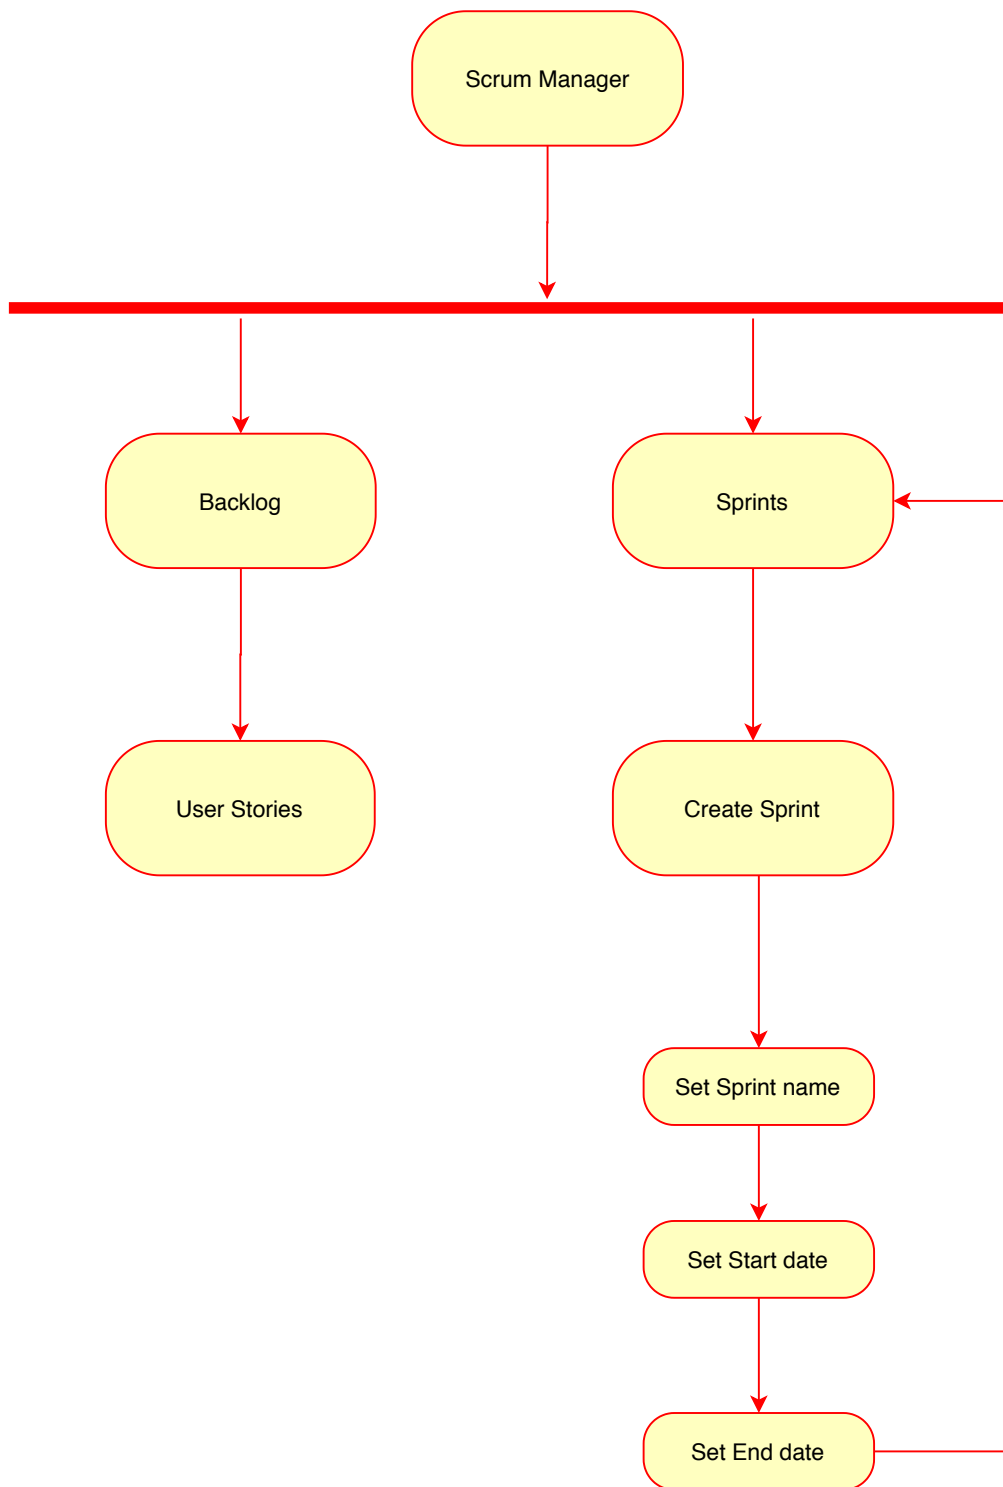 Scrum Manager
Backlog
Sprints
User Stories
Create Sprint
Set Sprint name
Set Start date
Set End date